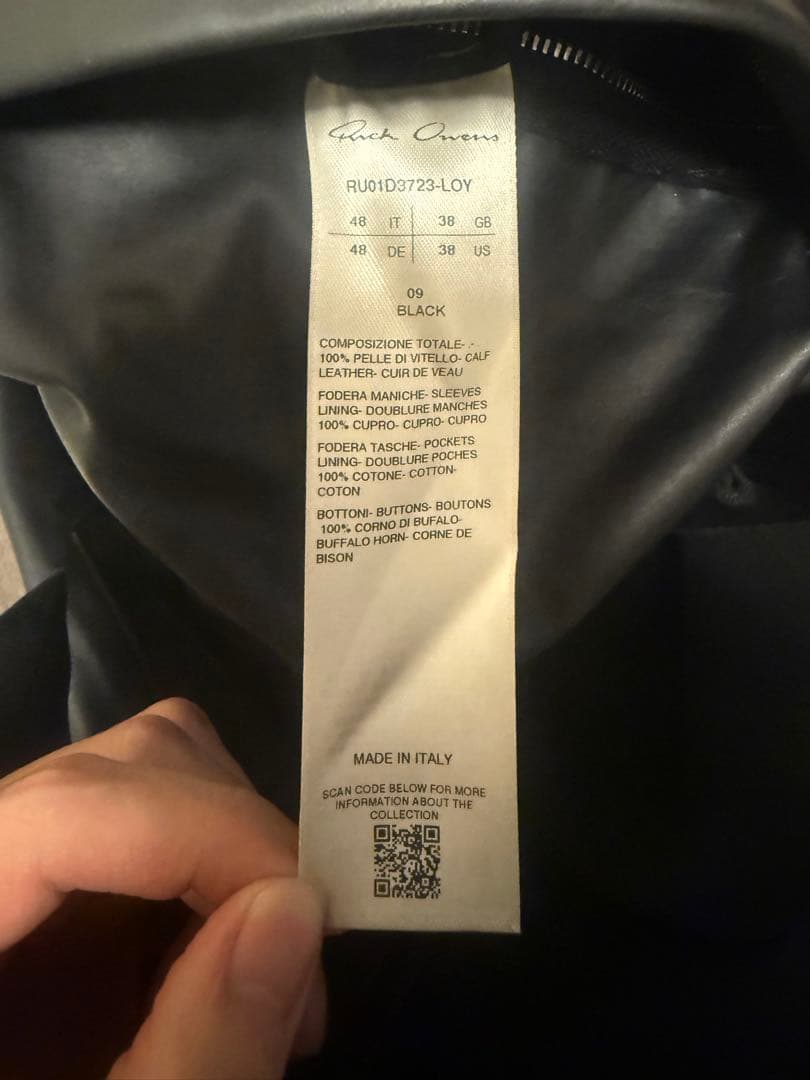 Rick Owens
RU01D3723-LOY
48 IT 38 GB
48 DE 38 US
09
BLACK
COMPOSIZIONE TOTALE- .-
100% PELLE DI VITELLO- CALF
LEATHER- CUIR DE VEAU
FODERA MANICHE- SLEEVES
LINING- DOUBLURE MANCHES
100% CUPRO- CUPRO- CUPRO
FODERA TASCHE- POCKETS
LINING- DOUBLURE POCHES
100% COTONE- COTTON-
COTON
BOTTONI- BUTTONS- BOUTONS
100% CORNO DI BUFALO-
BUFFALO HORN- CORNE DE
BISON
MADE IN ITALY
SCAN CODE BELOW FOR MORE
INFORMATION ABOUT THE
COLLECTION